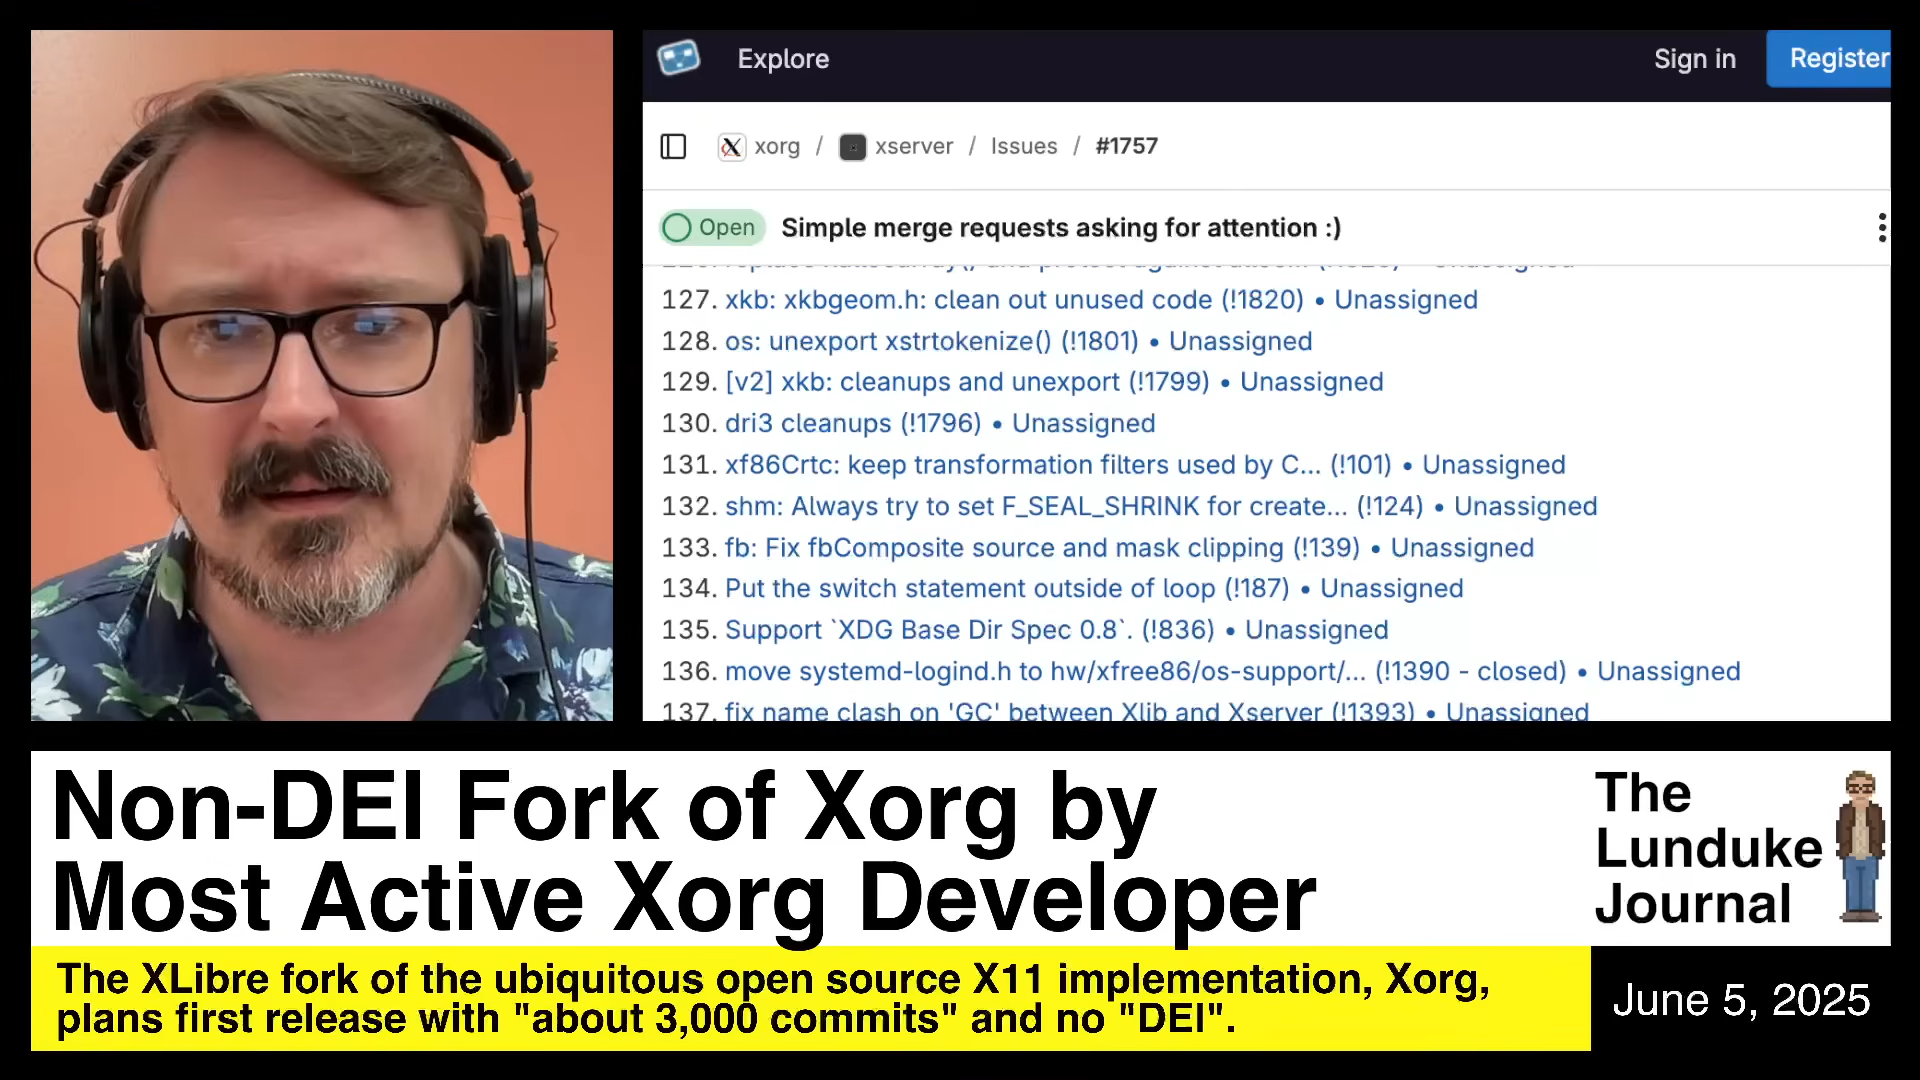 Explore
Sign in
Register
xorg / xserver / Issues / #1757
Open
Simple merge requests asking for attention :)
127. xkb: xkbgeom.h: clean out unused code (!1820) • Unassigned
128. os: unexport xstrtokenize() (!1801) • Unassigned
129. [v2] xkb: cleanups and unexport (!1799) • Unassigned
130. dri3 cleanups (!1796) • Unassigned
131. xf86Crtc: keep transformation filters used by C... (!101) • Unassigned
132. shm: Always try to set F_SEAL_SHRINK for create... (!124) • Unassigned
133. fb: Fix fbComposite source and mask clipping (!139) • Unassigned
134. Put the switch statement outside of loop (!187) • Unassigned
135. Support `XDG Base Dir Spec 0.8`. (!836) • Unassigned
136. move systemd-logind.h to hw/xfree86/os-support/... (!1390 - closed) • Unassigned
137. fix name clash on 'GC' between Xlib and Xserver (!1393) • Unassigned
Non-DEI Fork of Xorg by
Most Active Xorg Developer
The
Lunduke
Journal
The XLibre fork of the ubiquitous open source X11 implementation, Xorg,
plans first release with "about 3,000 commits" and no "DEI".
June 5, 2025